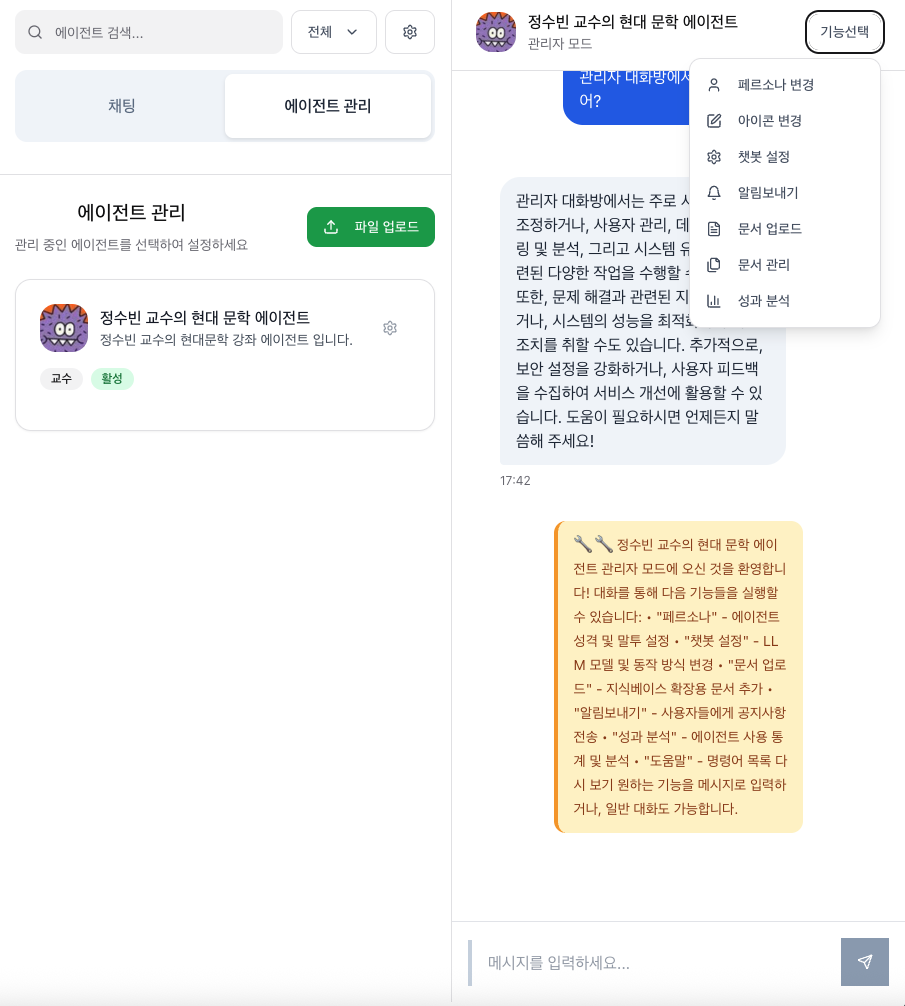 에이전트 검색...
전체
채팅
에이전트 관리
에이전트 관리
관리 중인 에이전트를 선택하여 설정하세요
파일 업로드
정수빈 교수의 현대 문학 에이전트
정수빈 교수의 현대문학 강좌 에이전트 입니다.
교수
활성
정수빈 교수의 현대 문학 에이전트
관리자 모드
기능선택
페르소나 변경
아이콘 변경
챗봇 설정
알림보내기
문서 업로드
문서 관리
성과 분석
관리자 대화방에서
어?
관리자 대화방에서는 주로
조정하거나, 사용자 관리,
링 및 분석, 그리고 시스템
련된 다양한 작업을 수행할
또한, 문제 해결과 관련된
거나, 시스템의 성능을
조치를 취할 수도 있습니다. 추가적으로,
보안 설정을 강화하거나, 사용자 피드백
을 수집하여 서비스 개선에 활용할 수 있
습니다. 도움이 필요하시면 언제든지 말
씀해 주세요!
17:42
🔧🔧 정수빈 교수의 현대 문학 에이
전트 관리자 모드에 오신 것을 환영합니
다! 대화를 통해 다음 기능들을 실행할
수 있습니다: • "페르소나" - 에이전트
성격 및 말투 설정 • "챗봇 설정" - LL
M 모델 및 동작 방식 변경 • "문서 업로
드" - 지식베이스 확장용 문서 추가 •
"알림보내기" - 사용자들에게 공지사항
전송 • "성과 분석" - 에이전트 사용 통
계 및 분석 • "도움말" - 명령어 목록 다
시 보기 원하는 기능을 메시지로 입력하
거나, 일반 대화도 가능합니다.
메시지를 입력하세요...